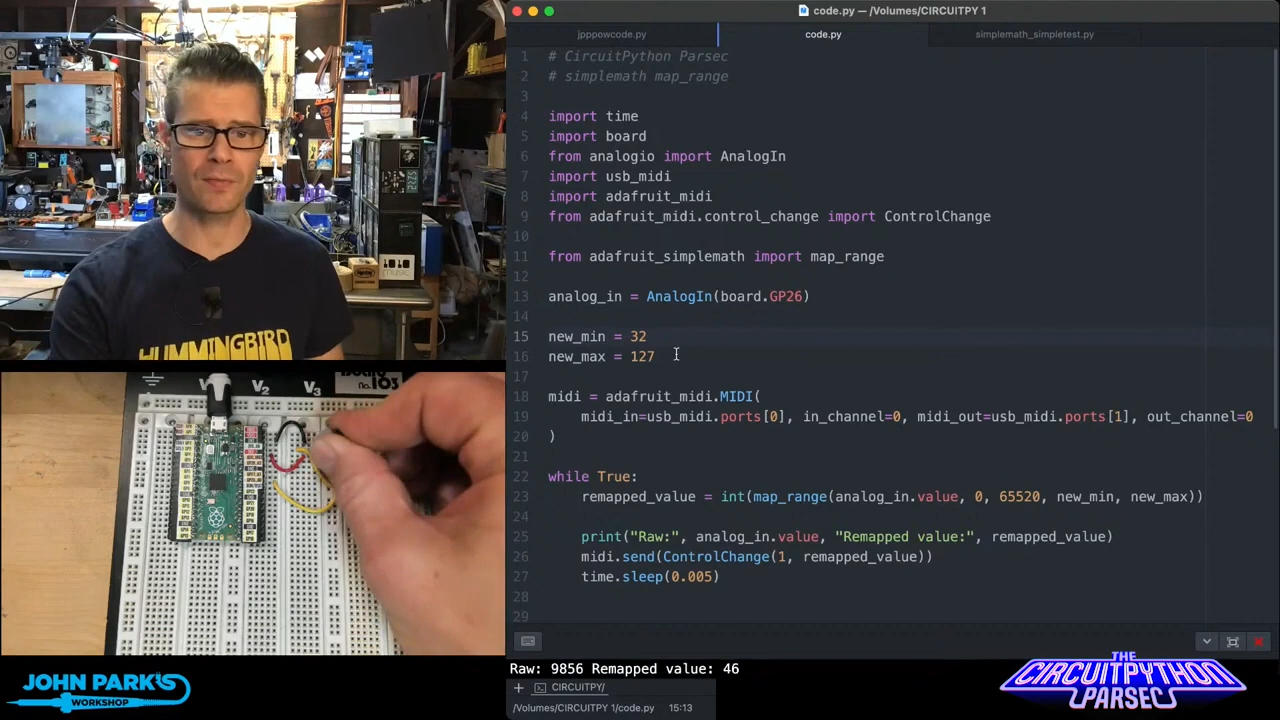 code.py — /Volumes/CIRCUITPY 1
jpppowcode.py
code.py
simplemath_simpletest.py
1 # CircuitPython Parsec
2 # simplemath map_range
3
4 import time
5 import board
6 from analogio import AnalogIn
7 import usb_midi
8 import adafruit_midi
9 from adafruit_midi.control_change import ControlChange
10
11 from adafruit_simplemath import map_range
12
13 analog_in = AnalogIn(board.GP26)
14
15 new_min = 32
16 new_max = 127
17
18 midi = adafruit_midi.MIDI(
19 midi_in=usb_midi.ports[0], in_channel=0, midi_out=usb_midi.ports[1], out_channel=0
20 )
21
22 while True:
23 remapped_value = int(map_range(analog_in.value, 0, 65520, new_min, new_max))
24
25 print("Raw:", analog_in.value, "Remapped value:", remapped_value)
26 midi.send(ControlChange(1, remapped_value))
27 time.sleep(0.005)
28
29
Raw: 9856 Remapped value: 46
+ CIRCUITPY/
/Volumes/CIRCUITPY 1/code.py 15:13
HUMMINGBIRD
music
V2
V3
No. 103
JOHN PARK'S
WORKSHOP
THE
CIRCUITPYTHON
PARSEC